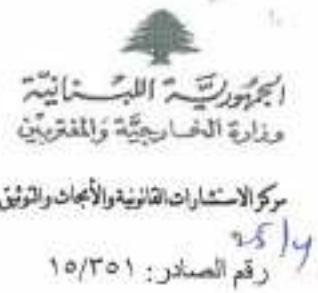 الجمهورية اللبنانية
وزارة الخارجية والمغتربين
مركز الاستشارات القانونية والأبحاث والتوثيق
رقم الصادر: ١٥/٣٥١